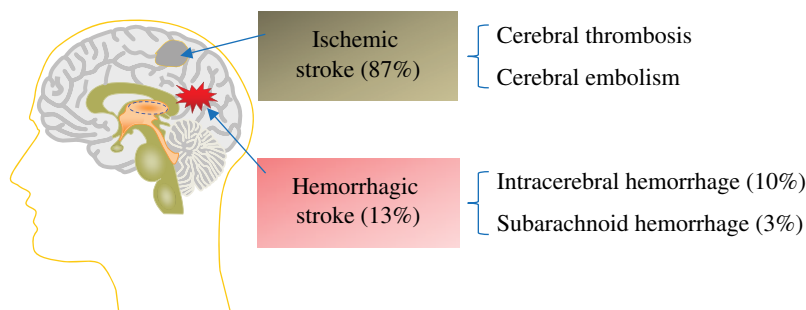 Ischemic
stroke (87%)
Cerebral thrombosis
Cerebral embolism
Hemorrhagic
stroke (13%)
Intracerebral hemorrhage (10%)
Subarachnoid hemorrhage (3%)